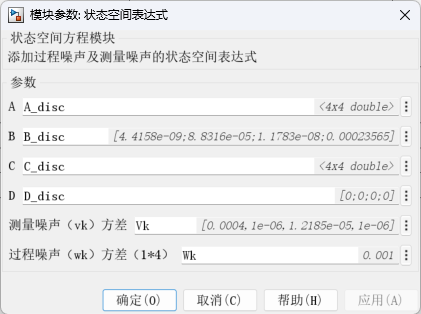 模块参数: 状态空间表达式
状态空间方程模块
添加过程噪声及测量噪声的状态空间表达式
参数
A A_disc <4x4 double>
B B_disc [4.4158e-09;8.8316e-05;1.1783e-08;0.00023565]
C C_disc <4x4 double>
D D_disc [0;0;0;0]
测量噪声（vk）方差 Vk [0.0004,1e-06,1.2185e-05,1e-06]
过程噪声（wk）方差（1*4） Wk 0.001
确定(O) 取消(C) 帮助(H) 应用(A)